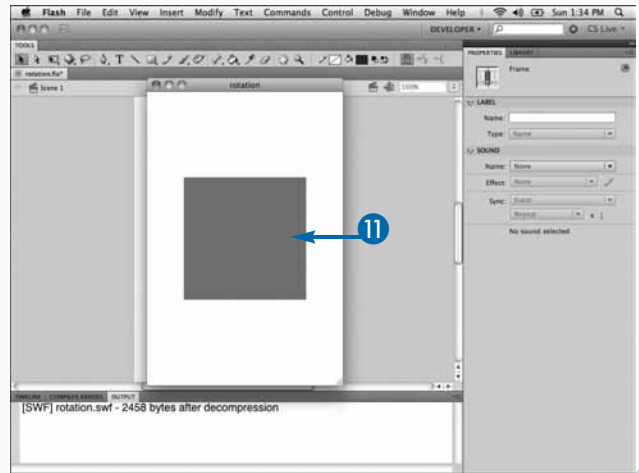 Flash File Edit View Insert Modify Text Commands Control Debug Window Help Sun 1:34 PM
DEVELOPER CS Live
TOOLS
rotation.fla*
Scene 1
rotation
100%
PROPERTIES LIBRARY
Frame
LABEL
Name:
Type: Name
SOUND
Name: None
Effect: None
Sync: Event
Repeat x 1
No sound selected
11
TIMELINE COMPILER ERRORS OUTPUT
[SWF] rotation.swf - 2458 bytes after decompression